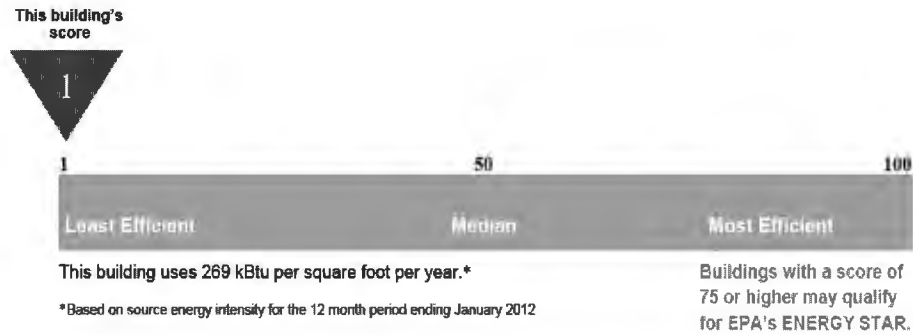 This building's
score
1
1 50 100
Least Efficient Median Most Efficient
This building uses 269 kBtu per square foot per year.*
*Based on source energy intensity for the 12 month period ending January 2012
Buildings with a score of
75 or higher may qualify
for EPA's ENERGY STAR.